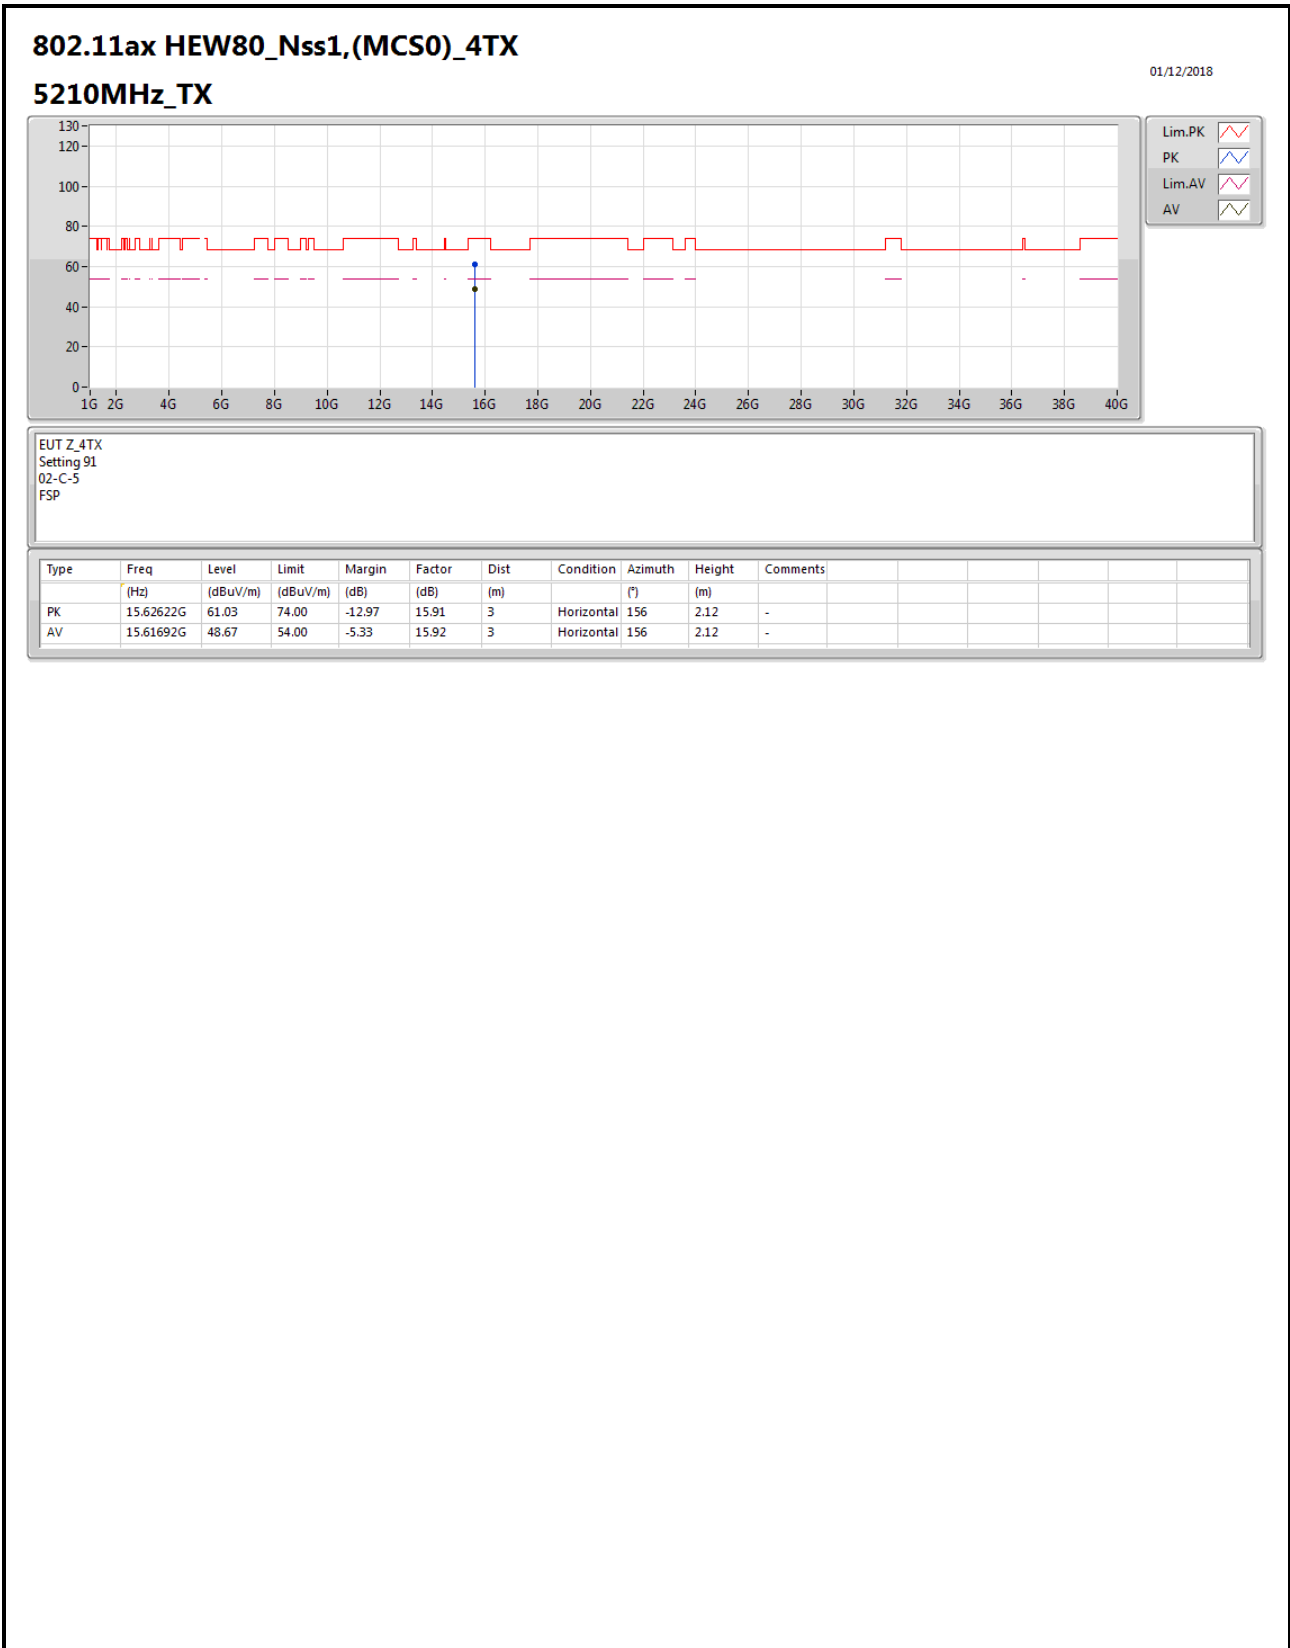 802.11ax HEW80_Nss1,(MCS0)_4TX
01/12/2018
5210MHz_TX
130
120
100
80
60
40
20
0
1G 2G 4G 6G 8G 10G 12G 14G 16G 18G 20G 22G 24G 26G 28G 30G 32G 34G 36G 38G 40G
Lim.PK
PK
Lim.AV
AV
EUT Z_4TX
Setting 91
02-C-5
FSP
Type Freq Level Limit Margin Factor Dist Condition Azimuth Height Comments
(Hz) (dBuV/m) (dBuV/m) (dB) (dB) (m) (°) (m)
PK 15.62622G 61.03 74.00 -12.97 15.91 3 Horizontal 156 2.12 -
AV 15.61692G 48.67 54.00 -5.33 15.92 3 Horizontal 156 2.12 -